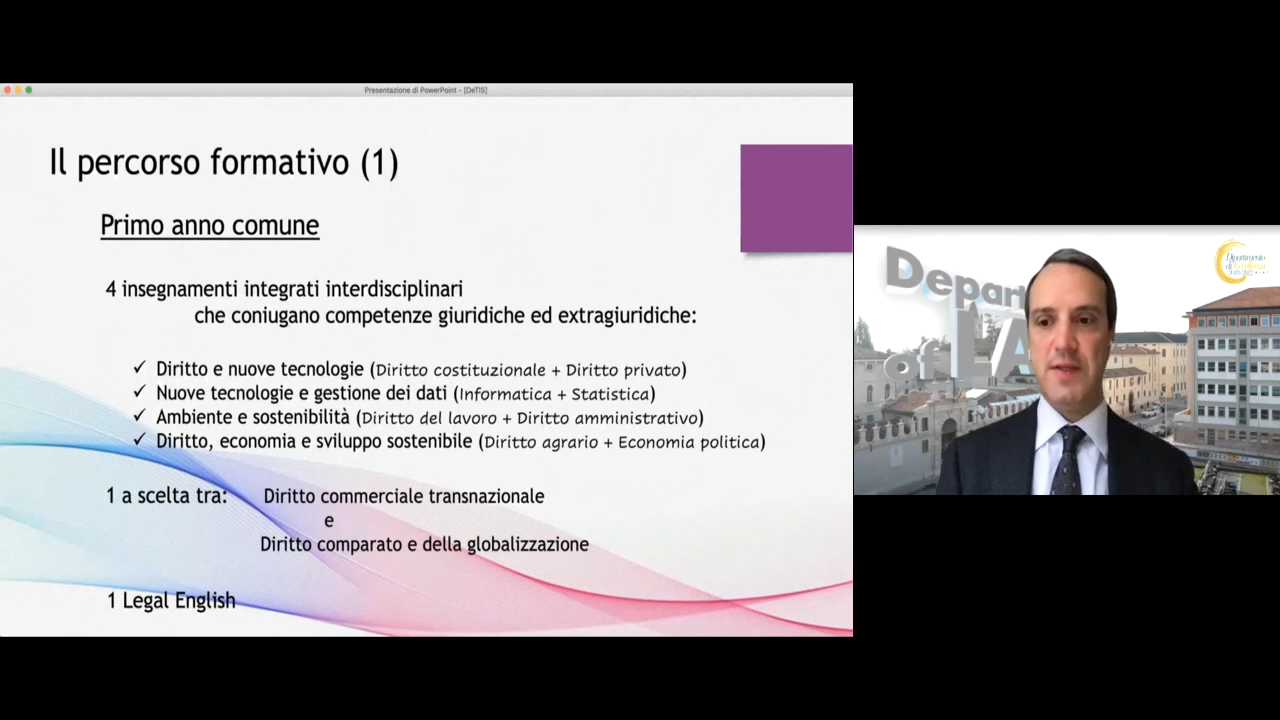 Presentazione di PowerPoint - [DeTIS]
Il percorso formativo (1)
Primo anno comune
4 insegnamenti integrati interdisciplinari
che coniugano competenze giuridiche ed extragiuridiche:
✓ Diritto e nuove tecnologie (Diritto costituzionale + Diritto privato)
✓ Nuove tecnologie e gestione dei dati (Informatica + Statistica)
✓ Ambiente e sostenibilità (Diritto del lavoro + Diritto amministrativo)
✓ Diritto, economia e sviluppo sostenibile (Diritto agrario + Economia politica)
1 a scelta tra: Diritto commerciale transnazionale
e
Diritto comparato e della globalizzazione
1 Legal English
Depart
of LA
Dipartimento
di Eccellenza